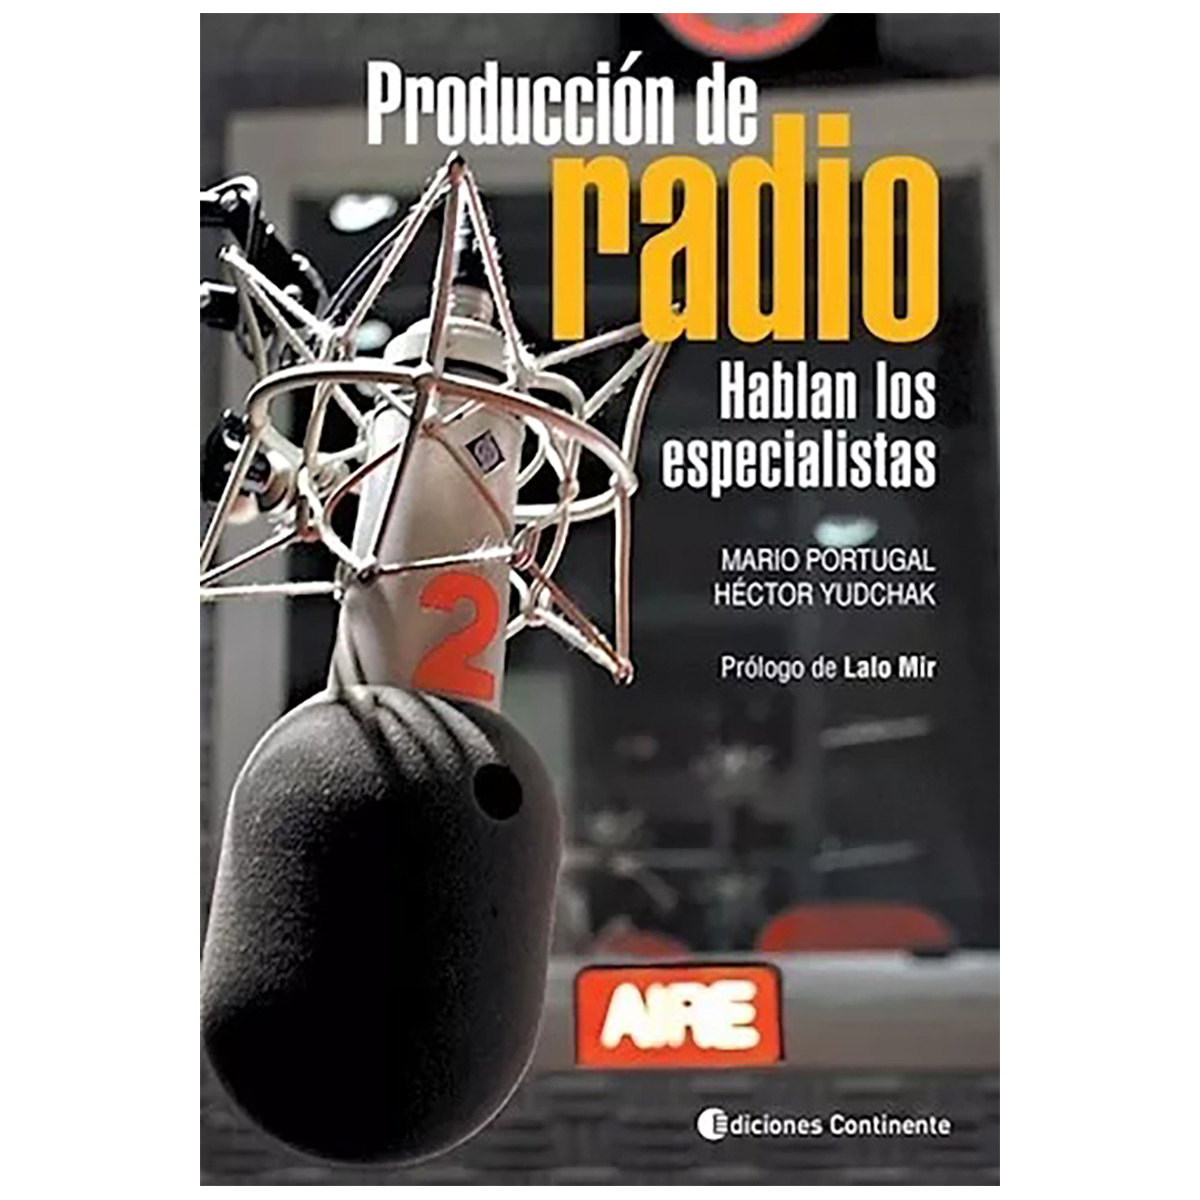 Producción de
radio
Hablan los
especialistas
MARIO PORTUGAL
HÉCTOR YUDCHAK
Prólogo de Lalo Mir
2
AIRE
Ediciones Continente